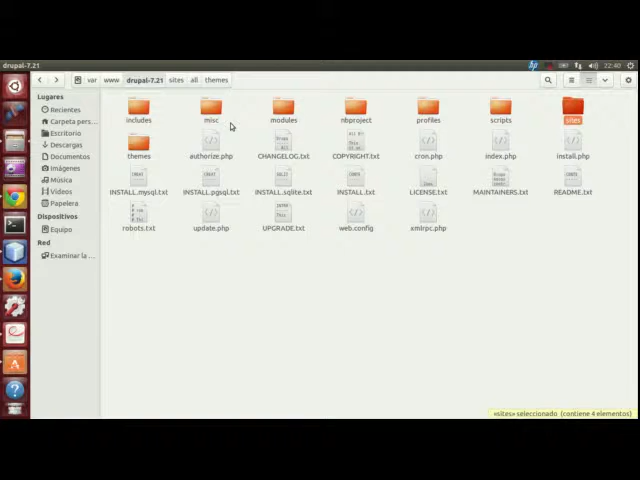 drupal-7.21
22:40
var www drupal-7.21 sites all themes
Lugares
Recientes
Carpeta pers...
Escritorio
Descargas
Documentos
Imágenes
Música
Vídeos
Papelera
Dispositivos
Equipo
Red
Examinar la ...
includes misc modules nbproject profiles scripts sites
themes authorize.php CHANGELOG.txt COPYRIGHT.txt cron.php index.php install.php
INSTALL.mysql.txt INSTALL.pgsql.txt INSTALL.sqlite.txt INSTALL.txt LICENSE.txt MAINTAINERS.txt README.txt
robots.txt update.php UPGRADE.txt web.config xmlrpc.php
«sites» seleccionado (contiene 4 elementos)